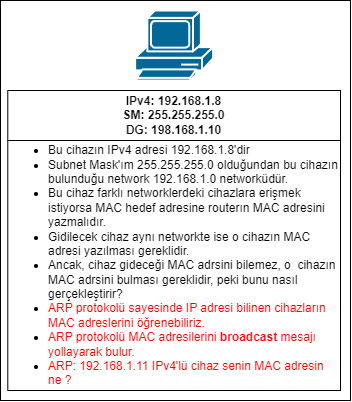 IPv4: 192.168.1.8
SM: 255.255.255.0
DG: 198.168.1.10
• Bu cihazın IPv4 adresi 192.168.1.8'dir
• Subnet Mask'ım 255.255.255.0 olduğundan bu cihazın
bulunduğu network 192.168.1.0 networküdür.
• Bu cihaz farklı networklerdeki cihazlara erişmek
istiyorsa MAC hedef adresine routerın MAC adresini
yazmalıdır.
• Gidilecek cihaz aynı networkte ise o cihazın MAC
adresi yazılması gereklidir.
• Ancak, cihaz gideceği MAC adrsini bilemez, o cihazın
MAC adrsini bulması gereklidir, peki bunu nasıl
gerçekleştirir?
• ARP protokolü sayesinde IP adresi bilinen cihazların
MAC adreslerini öğrenebiliriz.
• ARP protokolü MAC adresilerini broadcast mesajı
yollayarak bulur.
• ARP: 192.168.1.11 IPv4'lü cihaz senin MAC adresin
ne ?